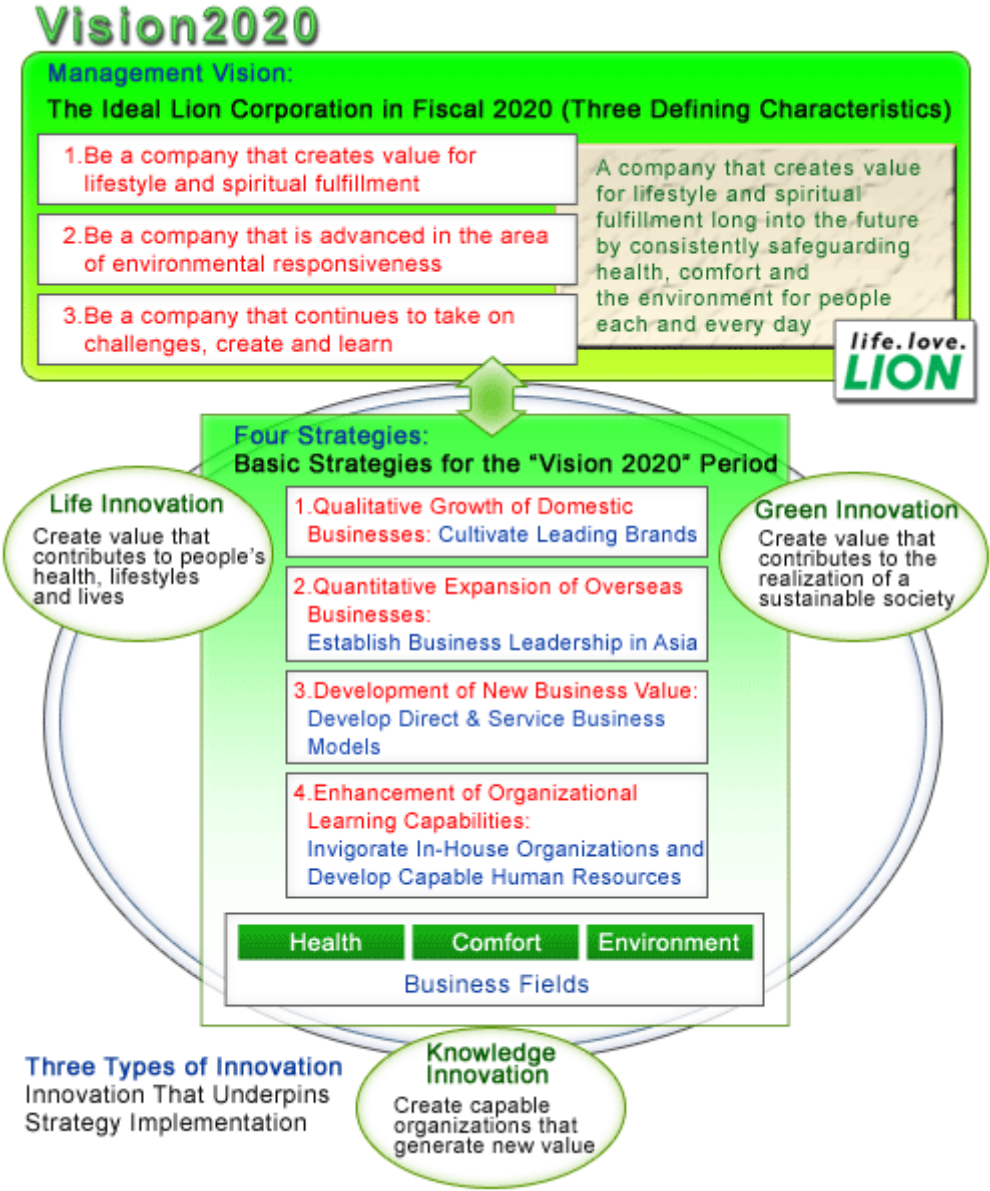 Vision2020
Management Vision:
The Ideal Lion Corporation in Fiscal 2020 (Three Defining Characteristics)
1.Be a company that creates value for
lifestyle and spiritual fulfillment
2.Be a company that is advanced in the area
of environmental responsiveness
3.Be a company that continues to take on
challenges, create and learn
A company that creates value
for lifestyle and spiritual
fulfillment long into the future
by consistently safeguarding
health, comfort and
the environment for people
each and every day
life.love.
LION
Four Strategies:
Basic Strategies for the “Vision 2020” Period
Life Innovation
Create value that
contributes to people’s
health, lifestyles
and lives
1.Qualitative Growth of Domestic
Businesses: Cultivate Leading Brands
2.Quantitative Expansion of Overseas
Businesses:
Establish Business Leadership in Asia
3.Development of New Business Value:
Develop Direct & Service Business
Models
4.Enhancement of Organizational
Learning Capabilities:
Invigorate In-House Organizations and
Develop Capable Human Resources
Green Innovation
Create value that
contributes to the
realization of a
sustainable society
Health Comfort Environment
Business Fields
Three Types of Innovation
Innovation That Underpins
Strategy Implementation
Knowledge
Innovation
Create capable
organizations that
generate new value